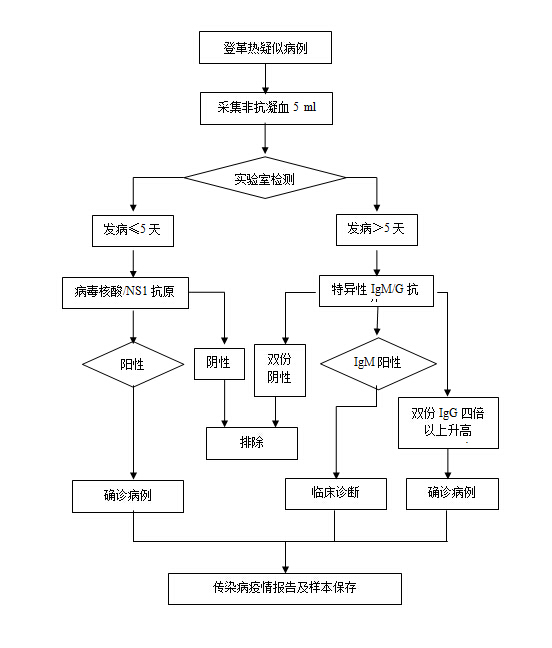 登革热疑似病例
采集非抗凝血 5 ml
实验室检测
发病≤5 天
发病＞5 天
病毒核酸/NS1 抗原
特异性 IgM/G 抗
阳性
阴性
双份
阴性
IgM 阳性
双份 IgG 四倍
以上升高
排除
确诊病例
临床诊断
确诊病例
传染病疫情报告及样本保存